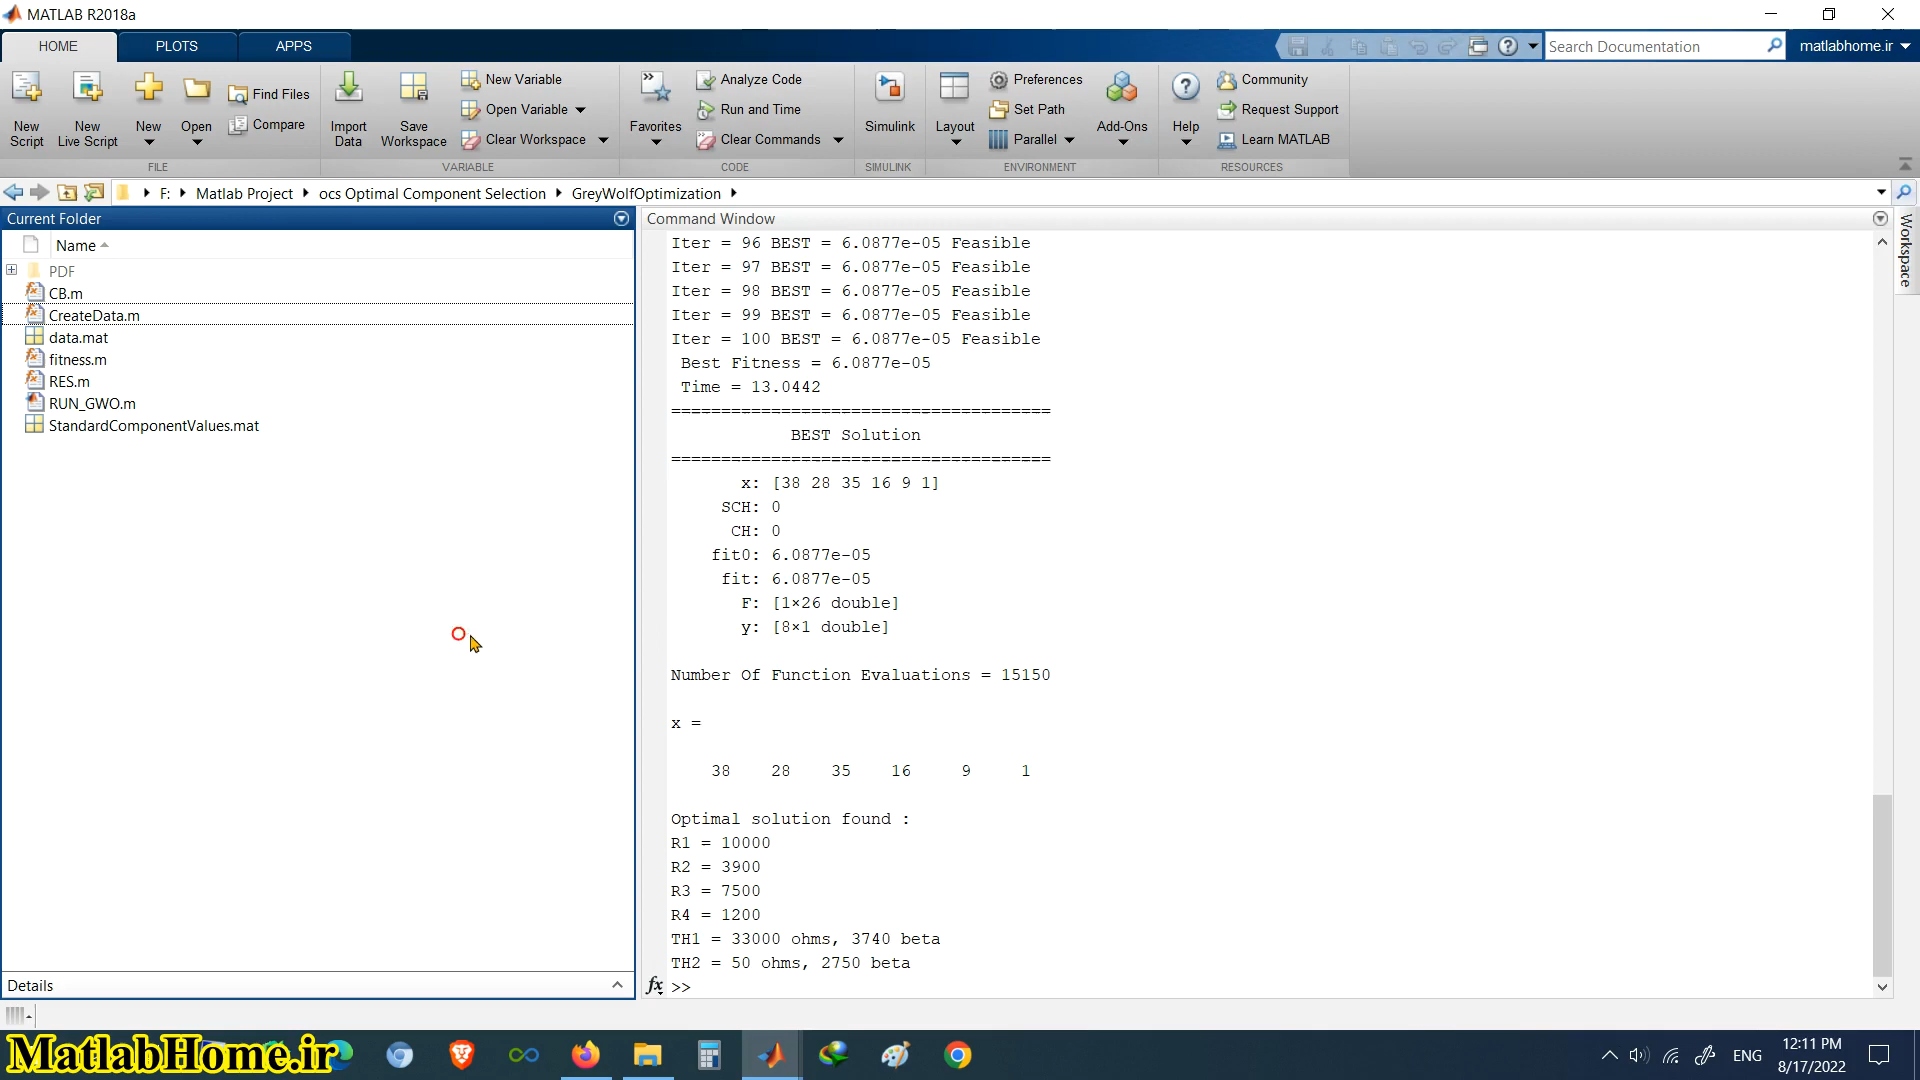 MATLAB R2018a
HOME PLOTS APPS
Search Documentation
matlabhome.ir
New Script
New Live Script
New
Open
Find Files
Compare
FILE
Import Data
Save Workspace
New Variable
Open Variable
Clear Workspace
VARIABLE
Favorites
Analyze Code
Run and Time
Clear Commands
CODE
Simulink
SIMULINK
Layout
Preferences
Set Path
Parallel
Add-Ons
ENVIRONMENT
Help
Community
Request Support
Learn MATLAB
RESOURCES
F: Matlab Project ocs Optimal Component Selection GreyWolfOptimization
Current Folder
Name
PDF
CB.m
CreateData.m
data.mat
fitness.m
RES.m
RUN_GWO.m
StandardComponentValues.mat
Details
Command Window
Iter = 96 BEST = 6.0877e-05 Feasible
Iter = 97 BEST = 6.0877e-05 Feasible
Iter = 98 BEST = 6.0877e-05 Feasible
Iter = 99 BEST = 6.0877e-05 Feasible
Iter = 100 BEST = 6.0877e-05 Feasible
Best Fitness = 6.0877e-05
Time = 13.0442
======================================
BEST Solution
======================================
x: [38 28 35 16 9 1]
SCH: 0
CH: 0
fit0: 6.0877e-05
fit: 6.0877e-05
F: [1×26 double]
y: [8×1 double]
Number Of Function Evaluations = 15150
x =
38 28 35 16 9 1
Optimal solution found :
R1 = 10000
R2 = 3900
R3 = 7500
R4 = 1200
TH1 = 33000 ohms, 3740 beta
TH2 = 50 ohms, 2750 beta
fx >>
Workspace
MatlabHome.ir
ENG
12:11 PM
8/17/2022